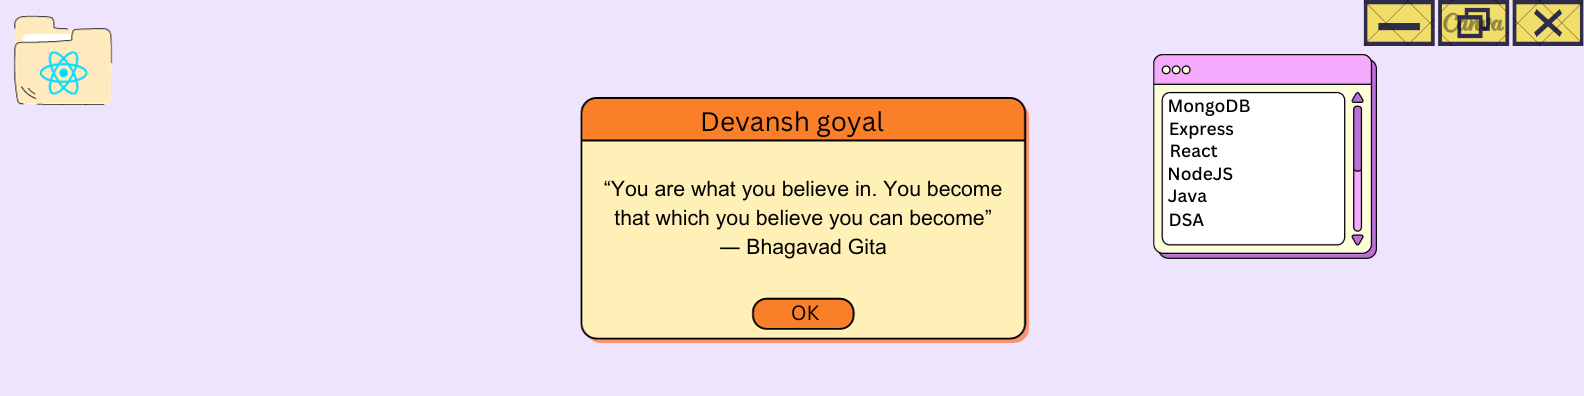 Canva
Devansh goyal
“You are what you believe in. You become
that which you believe you can become”
— Bhagavad Gita
OK
MongoDB
Express
React
NodeJS
Java
DSA